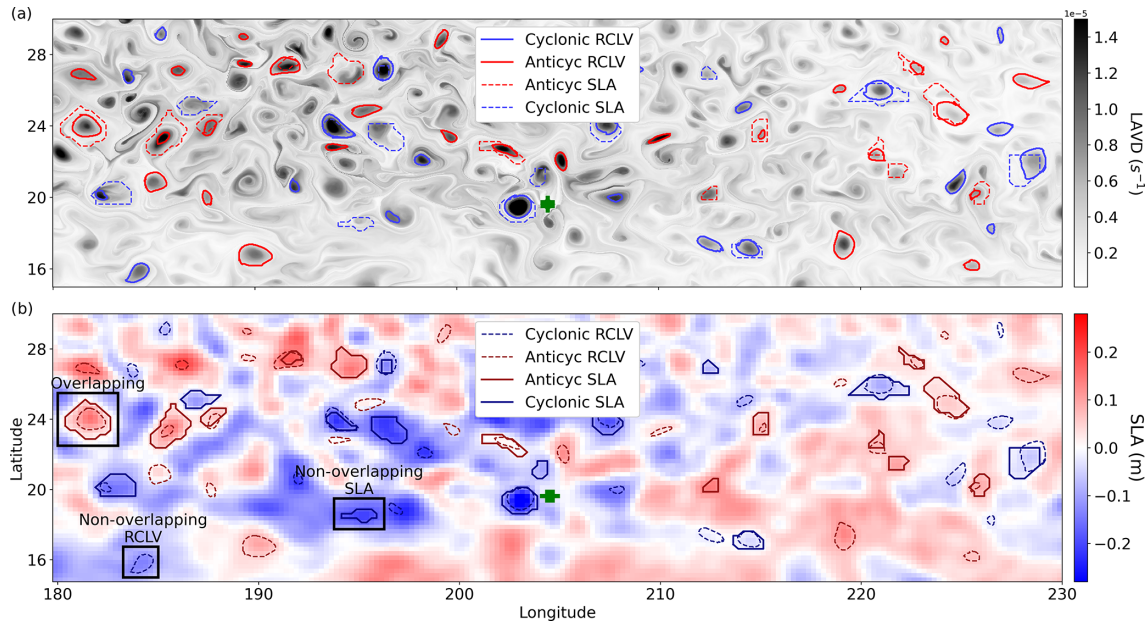 (a)
28
24
20
16
Cyclonic RCLV
Anticyc RCLV
Anticyc SLA
Cyclonic SLA
1e−5
1.4
1.2
1.0
0.8
0.6
0.4
0.2
LAVD (s⁻¹)
(b)
28
24
20
16
Latitude
Cyclonic RCLV
Anticyc RCLV
Anticyc SLA
Cyclonic SLA
Overlapping
Non-overlapping
SLA
Non-overlapping
RCLV
180
190
200
210
220
230
Longitude
0.2
0.1
0.0
−0.1
−0.2
SLA (m)